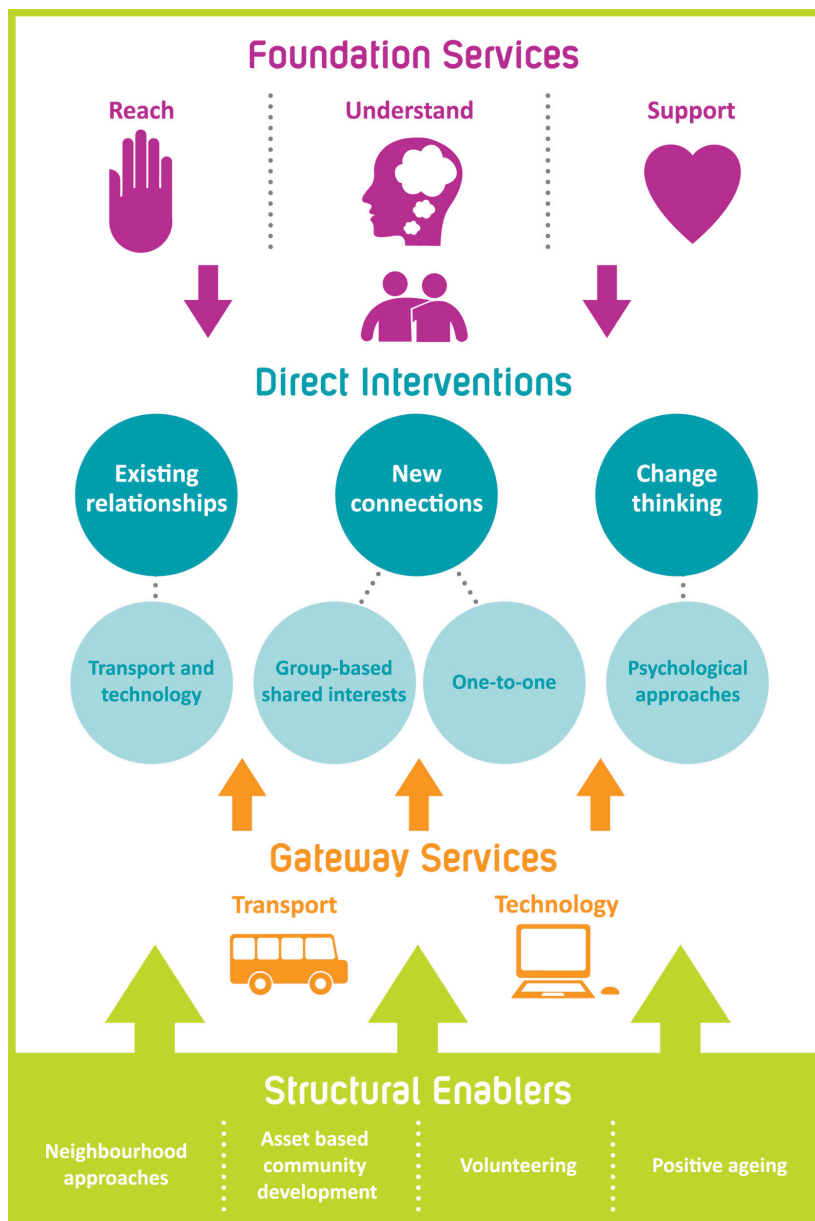 Foundation Services
Reach
Understand
Support
Direct Interventions
Existing
relationships
New
connections
Change
thinking
Transport and
technology
Group-based
shared interests
One-to-one
Psychological
approaches
Gateway Services
Transport
Technology
Structural Enablers
Neighbourhood
approaches
Asset based
community
development
Volunteering
Positive ageing